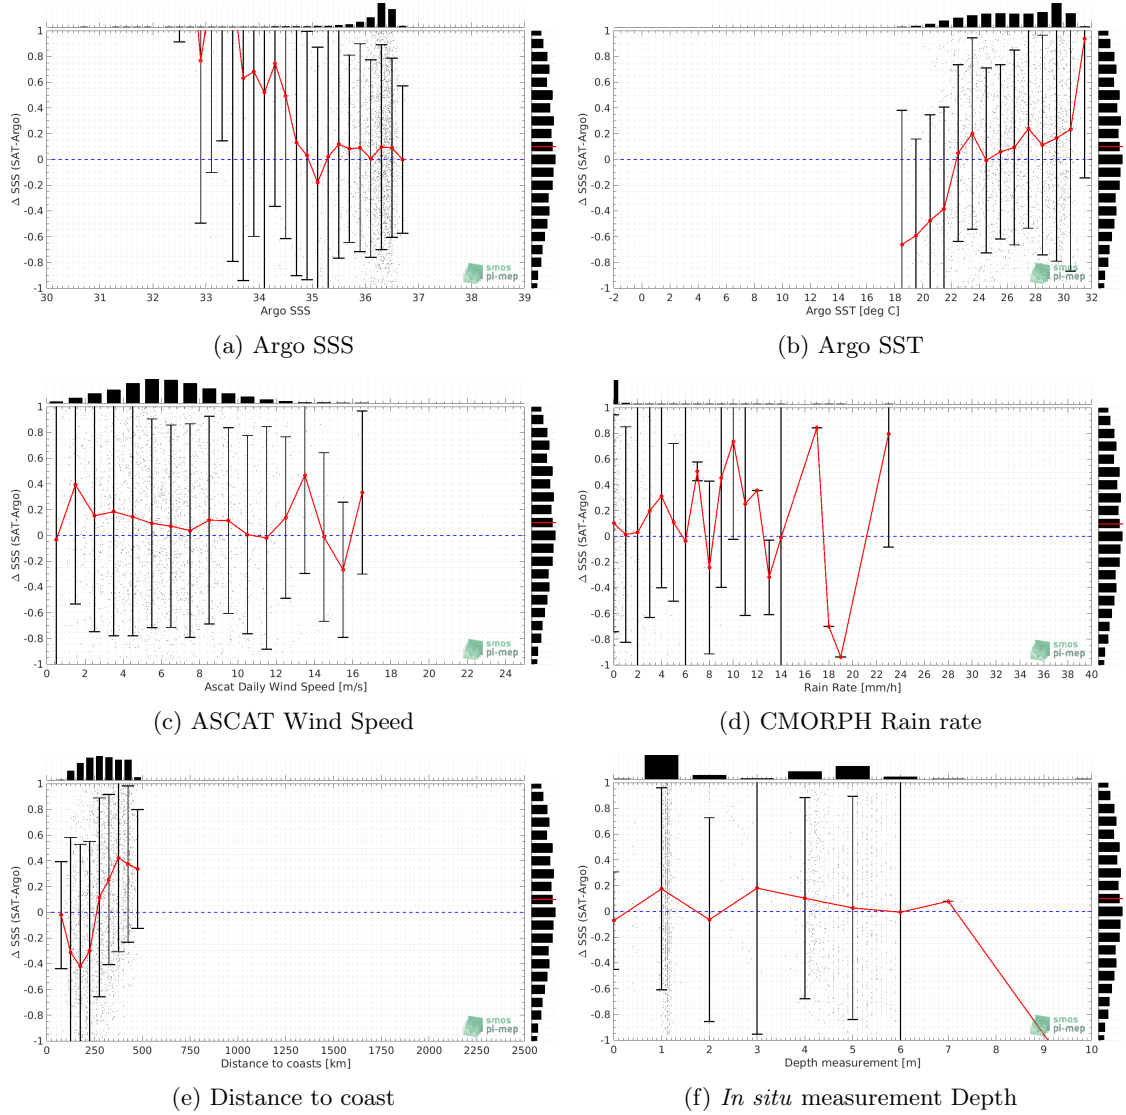 1
0.8
0.6
0.4
0.2
0
-0.2
-0.4
-0.6
-0.8
-1
Δ SSS (SAT-Argo)
30 31 32 33 34 35 36 37 38 39
Argo SSS
smos
pi-mep
(a) Argo SSS
1
0.8
0.6
0.4
0.2
0
-0.2
-0.4
-0.6
-0.8
-1
Δ SSS (SAT-Argo)
-2 0 2 4 6 8 10 12 14 16 18 20 22 24 26 28 30 32
Argo SST [deg C]
smos
pi-mep
(b) Argo SST
1
0.8
0.6
0.4
0.2
0
-0.2
-0.4
-0.6
-0.8
-1
Δ SSS (SAT-Argo)
0 2 4 6 8 10 12 14 16 18 20 22 24
Ascat Daily Wind Speed [m/s]
smos
pi-mep
(c) ASCAT Wind Speed
1
0.8
0.6
0.4
0.2
0
-0.2
-0.4
-0.6
-0.8
-1
Δ SSS (SAT-Argo)
0 2 4 6 8 10 12 14 16 18 20 22 24 26 28 30 32 34 36 38 40
Rain Rate [mm/h]
smos
pi-mep
(d) CMORPH Rain rate
1
0.8
0.6
0.4
0.2
0
-0.2
-0.4
-0.6
-0.8
-1
Δ SSS (SAT-Argo)
0 250 500 750 1000 1250 1500 1750 2000 2250 2500
Distance to coasts [km]
smos
pi-mep
(e) Distance to coast
1
0.8
0.6
0.4
0.2
0
-0.2
-0.4
-0.6
-0.8
-1
Δ SSS (SAT-Argo)
0 1 2 3 4 5 6 7 8 9 10
Depth measurement [m]
smos
pi-mep
(f) In situ measurement Depth